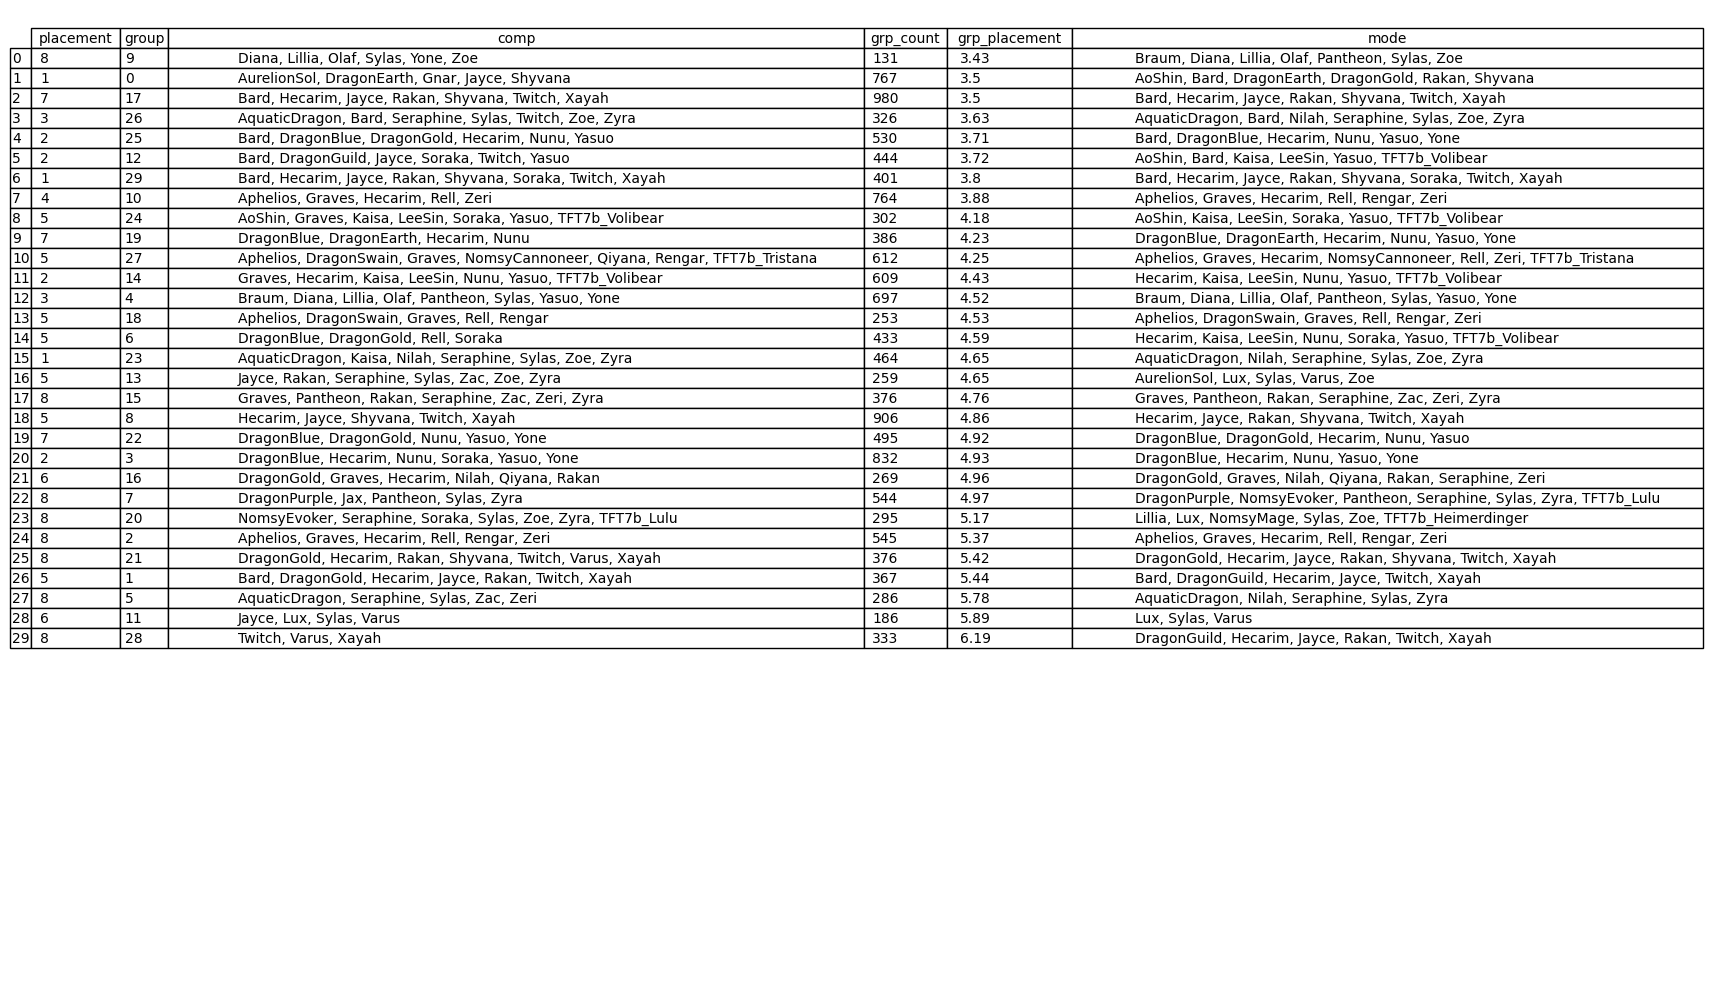 placement group comp grp_count grp_placement mode
0 8 9 Diana, Lillia, Olaf, Sylas, Yone, Zoe 131 3.43 Braum, Diana, Lillia, Olaf, Pantheon, Sylas, Zoe
1 1 0 AurelionSol, DragonEarth, Gnar, Jayce, Shyvana 767 3.5 AoShin, Bard, DragonEarth, DragonGold, Rakan, Shyvana
2 7 17 Bard, Hecarim, Jayce, Rakan, Shyvana, Twitch, Xayah 980 3.5 Bard, Hecarim, Jayce, Rakan, Shyvana, Twitch, Xayah
3 3 26 AquaticDragon, Bard, Seraphine, Sylas, Twitch, Zoe, Zyra 326 3.63 AquaticDragon, Bard, Nilah, Seraphine, Sylas, Zoe, Zyra
4 2 25 Bard, DragonBlue, DragonGold, Hecarim, Nunu, Yasuo 530 3.71 Bard, DragonBlue, Hecarim, Nunu, Yasuo, Yone
5 2 12 Bard, DragonGuild, Jayce, Soraka, Twitch, Yasuo 444 3.72 AoShin, Bard, Kaisa, LeeSin, Yasuo, TFT7b_Volibear
6 1 29 Bard, Hecarim, Jayce, Rakan, Shyvana, Soraka, Twitch, Xayah 401 3.8 Bard, Hecarim, Jayce, Rakan, Shyvana, Soraka, Twitch, Xayah
7 4 10 Aphelios, Graves, Hecarim, Rell, Zeri 764 3.88 Aphelios, Graves, Hecarim, Rell, Rengar, Zeri
8 5 24 AoShin, Graves, Kaisa, LeeSin, Soraka, Yasuo, TFT7b_Volibear 302 4.18 AoShin, Kaisa, LeeSin, Soraka, Yasuo, TFT7b_Volibear
9 7 19 DragonBlue, DragonEarth, Hecarim, Nunu 386 4.23 DragonBlue, DragonEarth, Hecarim, Nunu, Yasuo, Yone
10 5 27 Aphelios, DragonSwain, Graves, NomsyCannoneer, Qiyana, Rengar, TFT7b_Tristana 612 4.25 Aphelios, Graves, Hecarim, NomsyCannoneer, Rell, Zeri, TFT7b_Tristana
11 2 14 Graves, Hecarim, Kaisa, LeeSin, Nunu, Yasuo, TFT7b_Volibear 609 4.43 Hecarim, Kaisa, LeeSin, Nunu, Yasuo, TFT7b_Volibear
12 3 4 Braum, Diana, Lillia, Olaf, Pantheon, Sylas, Yasuo, Yone 697 4.52 Braum, Diana, Lillia, Olaf, Pantheon, Sylas, Yasuo, Yone
13 5 18 Aphelios, DragonSwain, Graves, Rell, Rengar 253 4.53 Aphelios, DragonSwain, Graves, Rell, Rengar, Zeri
14 5 6 DragonBlue, DragonGold, Rell, Soraka 433 4.59 Hecarim, Kaisa, LeeSin, Nunu, Soraka, Yasuo, TFT7b_Volibear
15 1 23 AquaticDragon, Kaisa, Nilah, Seraphine, Sylas, Zoe, Zyra 464 4.65 AquaticDragon, Nilah, Seraphine, Sylas, Zoe, Zyra
16 5 13 Jayce, Rakan, Seraphine, Sylas, Zac, Zoe, Zyra 259 4.65 AurelionSol, Lux, Sylas, Varus, Zoe
17 8 15 Graves, Pantheon, Rakan, Seraphine, Zac, Zeri, Zyra 376 4.76 Graves, Pantheon, Rakan, Seraphine, Zac, Zeri, Zyra
18 5 8 Hecarim, Jayce, Shyvana, Twitch, Xayah 906 4.86 Hecarim, Jayce, Rakan, Shyvana, Twitch, Xayah
19 7 22 DragonBlue, DragonGold, Nunu, Yasuo, Yone 495 4.92 DragonBlue, DragonGold, Hecarim, Nunu, Yasuo
20 2 3 DragonBlue, Hecarim, Nunu, Soraka, Yasuo, Yone 832 4.93 DragonBlue, Hecarim, Nunu, Yasuo, Yone
21 6 16 DragonGold, Graves, Hecarim, Nilah, Qiyana, Rakan 269 4.96 DragonGold, Graves, Nilah, Qiyana, Rakan, Seraphine, Zeri
22 8 7 DragonPurple, Jax, Pantheon, Sylas, Zyra 544 4.97 DragonPurple, NomsyEvoker, Pantheon, Seraphine, Sylas, Zyra, TFT7b_Lulu
23 8 20 NomsyEvoker, Seraphine, Soraka, Sylas, Zoe, Zyra, TFT7b_Lulu 295 5.17 Lillia, Lux, NomsyMage, Sylas, Zoe, TFT7b_Heimerdinger
24 8 2 Aphelios, Graves, Hecarim, Rell, Rengar, Zeri 545 5.37 Aphelios, Graves, Hecarim, Rell, Rengar, Zeri
25 8 21 DragonGold, Hecarim, Rakan, Shyvana, Twitch, Varus, Xayah 376 5.42 DragonGold, Hecarim, Jayce, Rakan, Shyvana, Twitch, Xayah
26 5 1 Bard, DragonGold, Hecarim, Jayce, Rakan, Twitch, Xayah 367 5.44 Bard, DragonGuild, Hecarim, Jayce, Twitch, Xayah
27 8 5 AquaticDragon, Seraphine, Sylas, Zac, Zeri 286 5.78 AquaticDragon, Nilah, Seraphine, Sylas, Zyra
28 6 11 Jayce, Lux, Sylas, Varus 186 5.89 Lux, Sylas, Varus
29 8 28 Twitch, Varus, Xayah 333 6.19 DragonGuild, Hecarim, Jayce, Rakan, Twitch, Xayah